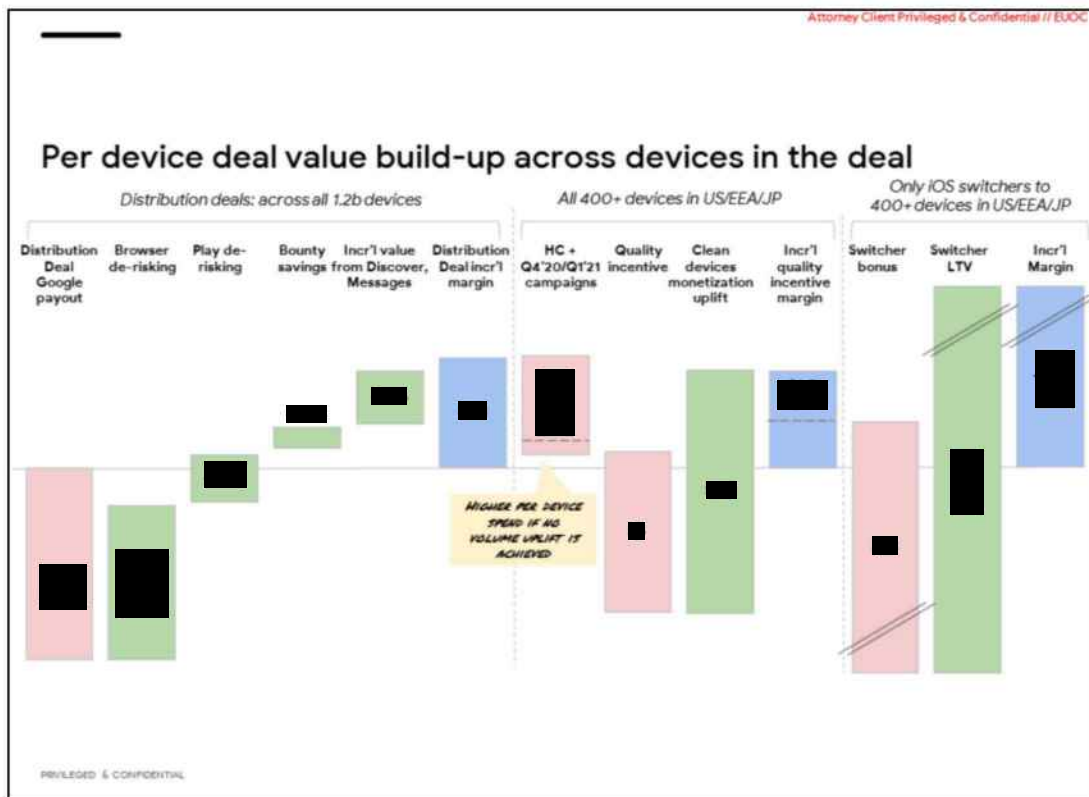 Attorney Client Privileged & Confidential // EUOC
Per device deal value build-up across devices in the deal
Distribution deals: across all 1.2b devices
All 400+ devices in US/EEA/JP
Only iOS switchers to
400+ devices in US/EEA/JP
Distribution
Deal
Google
payout
Browser
de-risking
Play de-
risking
Bounty
savings
Incr'l value
from Discover,
Messages
Distribution
Deal incr'l
margin
HC +
Q4'20/Q1'21
campaigns
Quality
incentive
Clean
devices
monetization
uplift
Incr'l
quality
incentive
margin
Switcher
bonus
Switcher
LTV
Incr'l
Margin
HIGHER PER DEVICE
SPEND IF NO
VOLUME UPLIFT IS
ACHIEVED
PRIVILEGED & CONFIDENTIAL